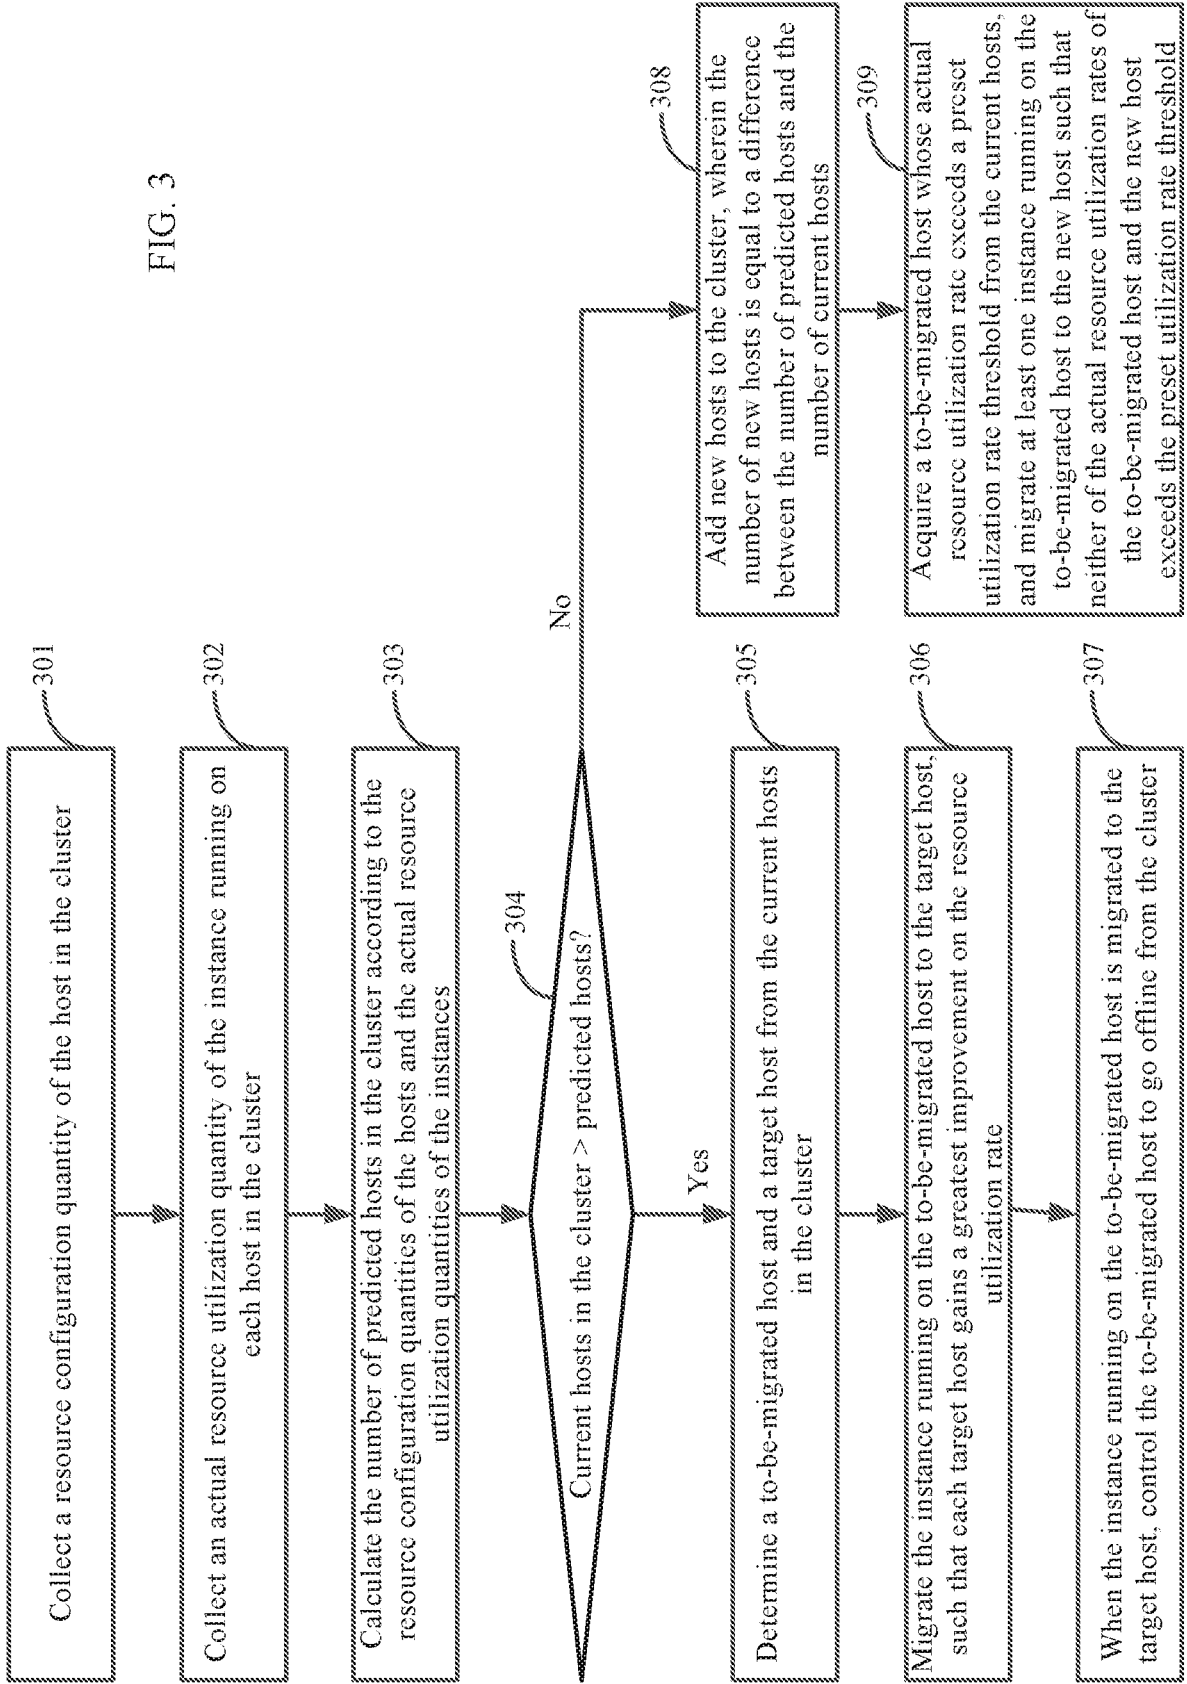 301
Collect a resource configuration quantity of the host in the cluster
302
Collect an actual resource utilization quantity of the instance running on
each host in the cluster
303
Calculate the number of predicted hosts in the cluster according to the
resource configuration quantities of the hosts and the actual resource
utilization quantities of the instances
304
Current hosts in the cluster > predicted hosts?
No
Yes
305
Determine a to-be-migrated host and a target host from the current hosts
in the cluster
306
Migrate the instance running on the to-be-migrated host to the target host,
such that each target host gains a greatest improvement on the resource
utilization rate
307
When the instance running on the to-be-migrated host is migrated to the
target host, control the to-be-migrated host to go offline from the cluster
308
Add new hosts to the cluster, wherein the
number of new hosts is equal to a difference
between the number of predicted hosts and the
number of current hosts
309
Acquire a to-be-migrated host whose actual
resource utilization rate exceeds a preset
utilization rate threshold from the current hosts,
and migrate at least one instance running on the
to-be-migrated host to the new host such that
neither of the actual resource utilization rates of
the to-be-migrated host and the new host
exceeds the preset utilization rate threshold
FIG. 3